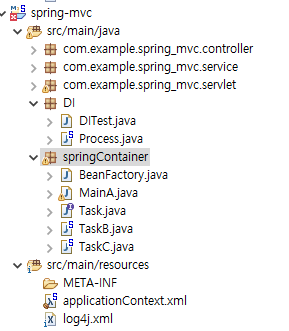 spring-mvc
src/main/java
com.example.spring_mvc.controller
com.example.spring_mvc.service
com.example.spring_mvc.servlet
DI
DITest.java
Process.java
springContainer
BeanFactory.java
MainA.java
Task.java
TaskB.java
TaskC.java
src/main/resources
META-INF
applicationContext.xml
log4j.xml